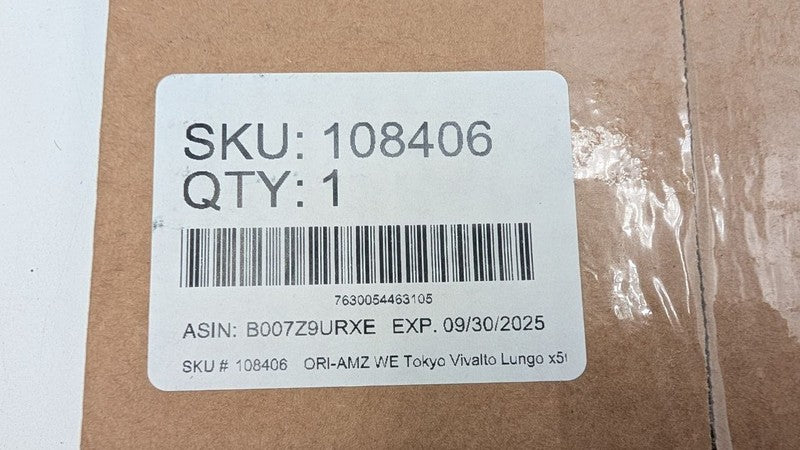 SKU: 108406
QTY: 1
7630054463105
ASIN: B007Z9URXE EXP. 09/30/2025
SKU # 108406 ORI-AMZ WE Tokyo Vivalto Lungo